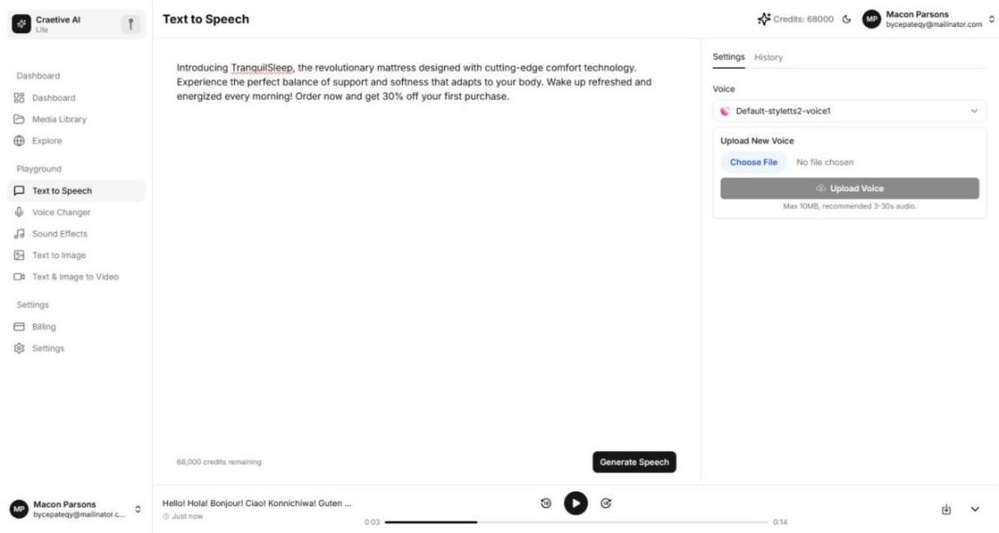 Craetive AI
Lite
Text to Speech
Credits: 68000
MP
Macon Parsons
bycepateqy@mailinator.com
Dashboard
Dashboard
Media Library
Explore
Playground
Text to Speech
Voice Changer
Sound Effects
Text to Image
Text & Image to Video
Settings
Billing
Settings
MP
Macon Parsons
bycepateqy@mailinator.c...
Introducing TranquilSleep, the revolutionary mattress designed with cutting-edge comfort technology.
Experience the perfect balance of support and softness that adapts to your body. Wake up refreshed and
energized every morning! Order now and get 30% off your first purchase.
68,000 credits remaining
Generate Speech
Settings History
Voice
Default-styletts2-voice1
Upload New Voice
Choose File No file chosen
Upload Voice
Max 10MB, recommended 3-30s audio.
Hello! Hola! Bonjour! Ciao! Konnichiwa! Guten ...
Just now
10
10
0:03
0:14